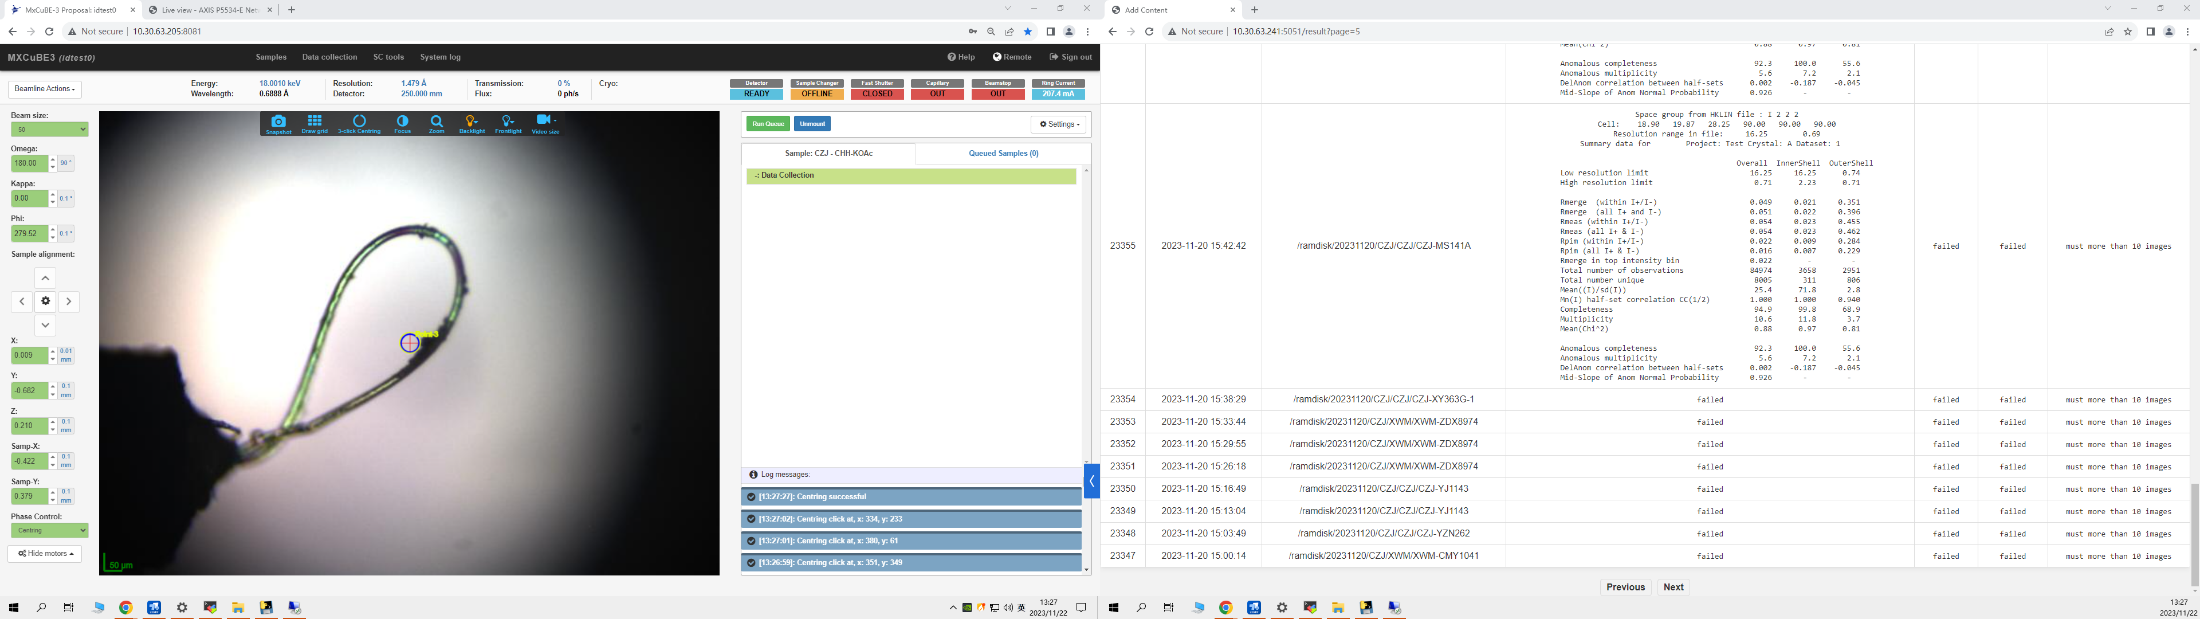 MxCuBE-3 Proposal: idtest0
Live view - AXIS P5534-E Net
Not secure | 10.30.63.205:8081
MXCuBE3 (idtest0)
Samples
Data collection
SC tools
System log
Help
Remote
Sign out
Beamline Actions
Energy: 18.0010 keV
Wavelength: 0.6888 Å
Resolution: 1.479 Å
Detector: 250.000 mm
Transmission: 0 %
Flux: 0 ph/s
Cryo:
Detector READY
Sample Changer OFFLINE
Fast Shutter CLOSED
Capillary OUT
Beamstop OUT
Ring Current 207.4 mA
Beam size:
50
Omega:
180.00 90 °
Kappa:
0.00 0.1 °
Phi:
279.52 0.1 °
Sample alignment:
X:
0.009 0.01 mm
Y:
-0.682 0.1 mm
Z:
0.210 0.1 mm
Samp-X:
-0.422 0.1 mm
Samp-Y:
0.379 0.1 mm
Phase Control:
Centring
Hide motors
Snapshot
Draw grid
3-click Centring
Focus
Zoom
Backlight
Frontlight
Video size
50 µm
Run Queue
Unmount
Settings
Sample: CZJ - CHH-KOAc
Queued Samples (0)
-: Data Collection
Log messages:
[13:27:27]: Centring successful
[13:27:02]: Centring click at, x: 334, y: 233
[13:27:01]: Centring click at, x: 380, y: 61
[13:26:59]: Centring click at, x: 351, y: 349
英
13:27
2023/11/22
Add Content
Not secure | 10.30.63.241:5051/result?page=5
Mean(Chi^2) 0.88 0.97 0.81
Anomalous completeness 92.3 100.0 55.6
Anomalous multiplicity 5.6 7.2 2.1
DelAnom correlation between half-sets 0.002 -0.187 -0.045
Mid-Slope of Anom Normal Probability 0.926 - -
23355 2023-11-20 15:42:42 /ramdisk/20231120/CZJ/CZJ/CZJ-MS141A
Space group from HKLIN file : I 2 2 2
Cell: 18.90 19.87 28.25 90.00 90.00 90.00
Resolution range in file: 16.25 0.69
Summary data for Project: Test Crystal: A Dataset: 1
Overall InnerShell OuterShell
Low resolution limit 16.25 16.25 0.74
High resolution limit 0.71 2.23 0.71
Rmerge (within I+/I-) 0.049 0.021 0.351
Rmerge (all I+ and I-) 0.051 0.022 0.396
Rmeas (within I+/I-) 0.054 0.023 0.453
Rmeas (all I+ & I-) 0.054 0.023 0.462
Rpim (within I+/I-) 0.022 0.009 0.284
Rpim (all I+ & I-) 0.016 0.007 0.229
Rmerge in top intensity bin 0.022 - -
Total number of observations 84974 3658 2951
Total number unique 8005 311 806
Mean((I)/sd(I)) 25.4 71.8 2.8
Mn(I) half-set correlation CC(1/2) 1.000 1.000 0.940
Completeness 94.9 99.8 68.9
Multiplicity 10.6 11.8 3.7
Mean(Chi^2) 0.88 0.97 0.81
Anomalous completeness 92.3 100.0 55.6
Anomalous multiplicity 5.6 7.2 2.1
DelAnom correlation between half-sets 0.002 -0.187 -0.045
Mid-Slope of Anom Normal Probability 0.926 - -
failed failed must more than 10 images
23354 2023-11-20 15:38:29 /ramdisk/20231120/CZJ/CZJ/CZJ-XY363G-1 failed failed failed must more than 10 images
23353 2023-11-20 15:33:44 /ramdisk/20231120/CZJ/XWM/XWM-ZDX8974 failed failed failed must more than 10 images
23352 2023-11-20 15:29:55 /ramdisk/20231120/CZJ/XWM/XWM-ZDX8974 failed failed failed must more than 10 images
23351 2023-11-20 15:26:18 /ramdisk/20231120/CZJ/XWM/XWM-ZDX8974 failed failed failed must more than 10 images
23350 2023-11-20 15:16:49 /ramdisk/20231120/CZJ/CZJ/CZJ-YJ1143 failed failed failed must more than 10 images
23349 2023-11-20 15:13:04 /ramdisk/20231120/CZJ/CZJ/CZJ-YJ1143 failed failed failed must more than 10 images
23348 2023-11-20 15:03:49 /ramdisk/20231120/CZJ/CZJ/CZJ-YZN262 failed failed failed must more than 10 images
23347 2023-11-20 15:00:14 /ramdisk/20231120/CZJ/XWM/XWM-CMY1041 failed failed failed must more than 10 images
Previous
Next
13:27
2023/11/22